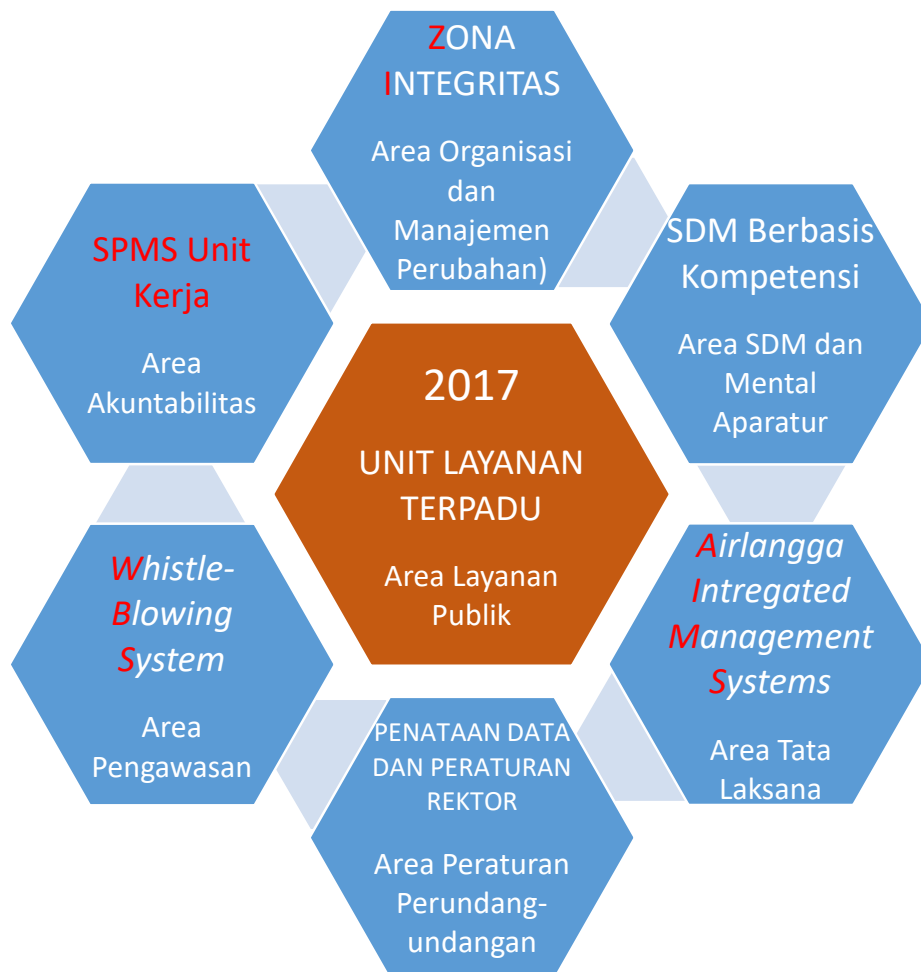 ZONA
INTEGRITAS
Area Organisasi
dan
Manajemen
Perubahan)
SDM Berbasis
Kompetensi
Area SDM dan
Mental
Aparatur
Airlangga
Intregated
Management
Systems
Area Tata
Laksana
PENATAAN DATA
DAN PERATURAN
REKTOR
Area Peraturan
Perundang-
undangan
Whistle-
Blowing
System
Area
Pengawasan
SPMS Unit
Kerja
Area
Akuntabilitas
2017
UNIT LAYANAN
TERPADU
Area Layanan
Publik